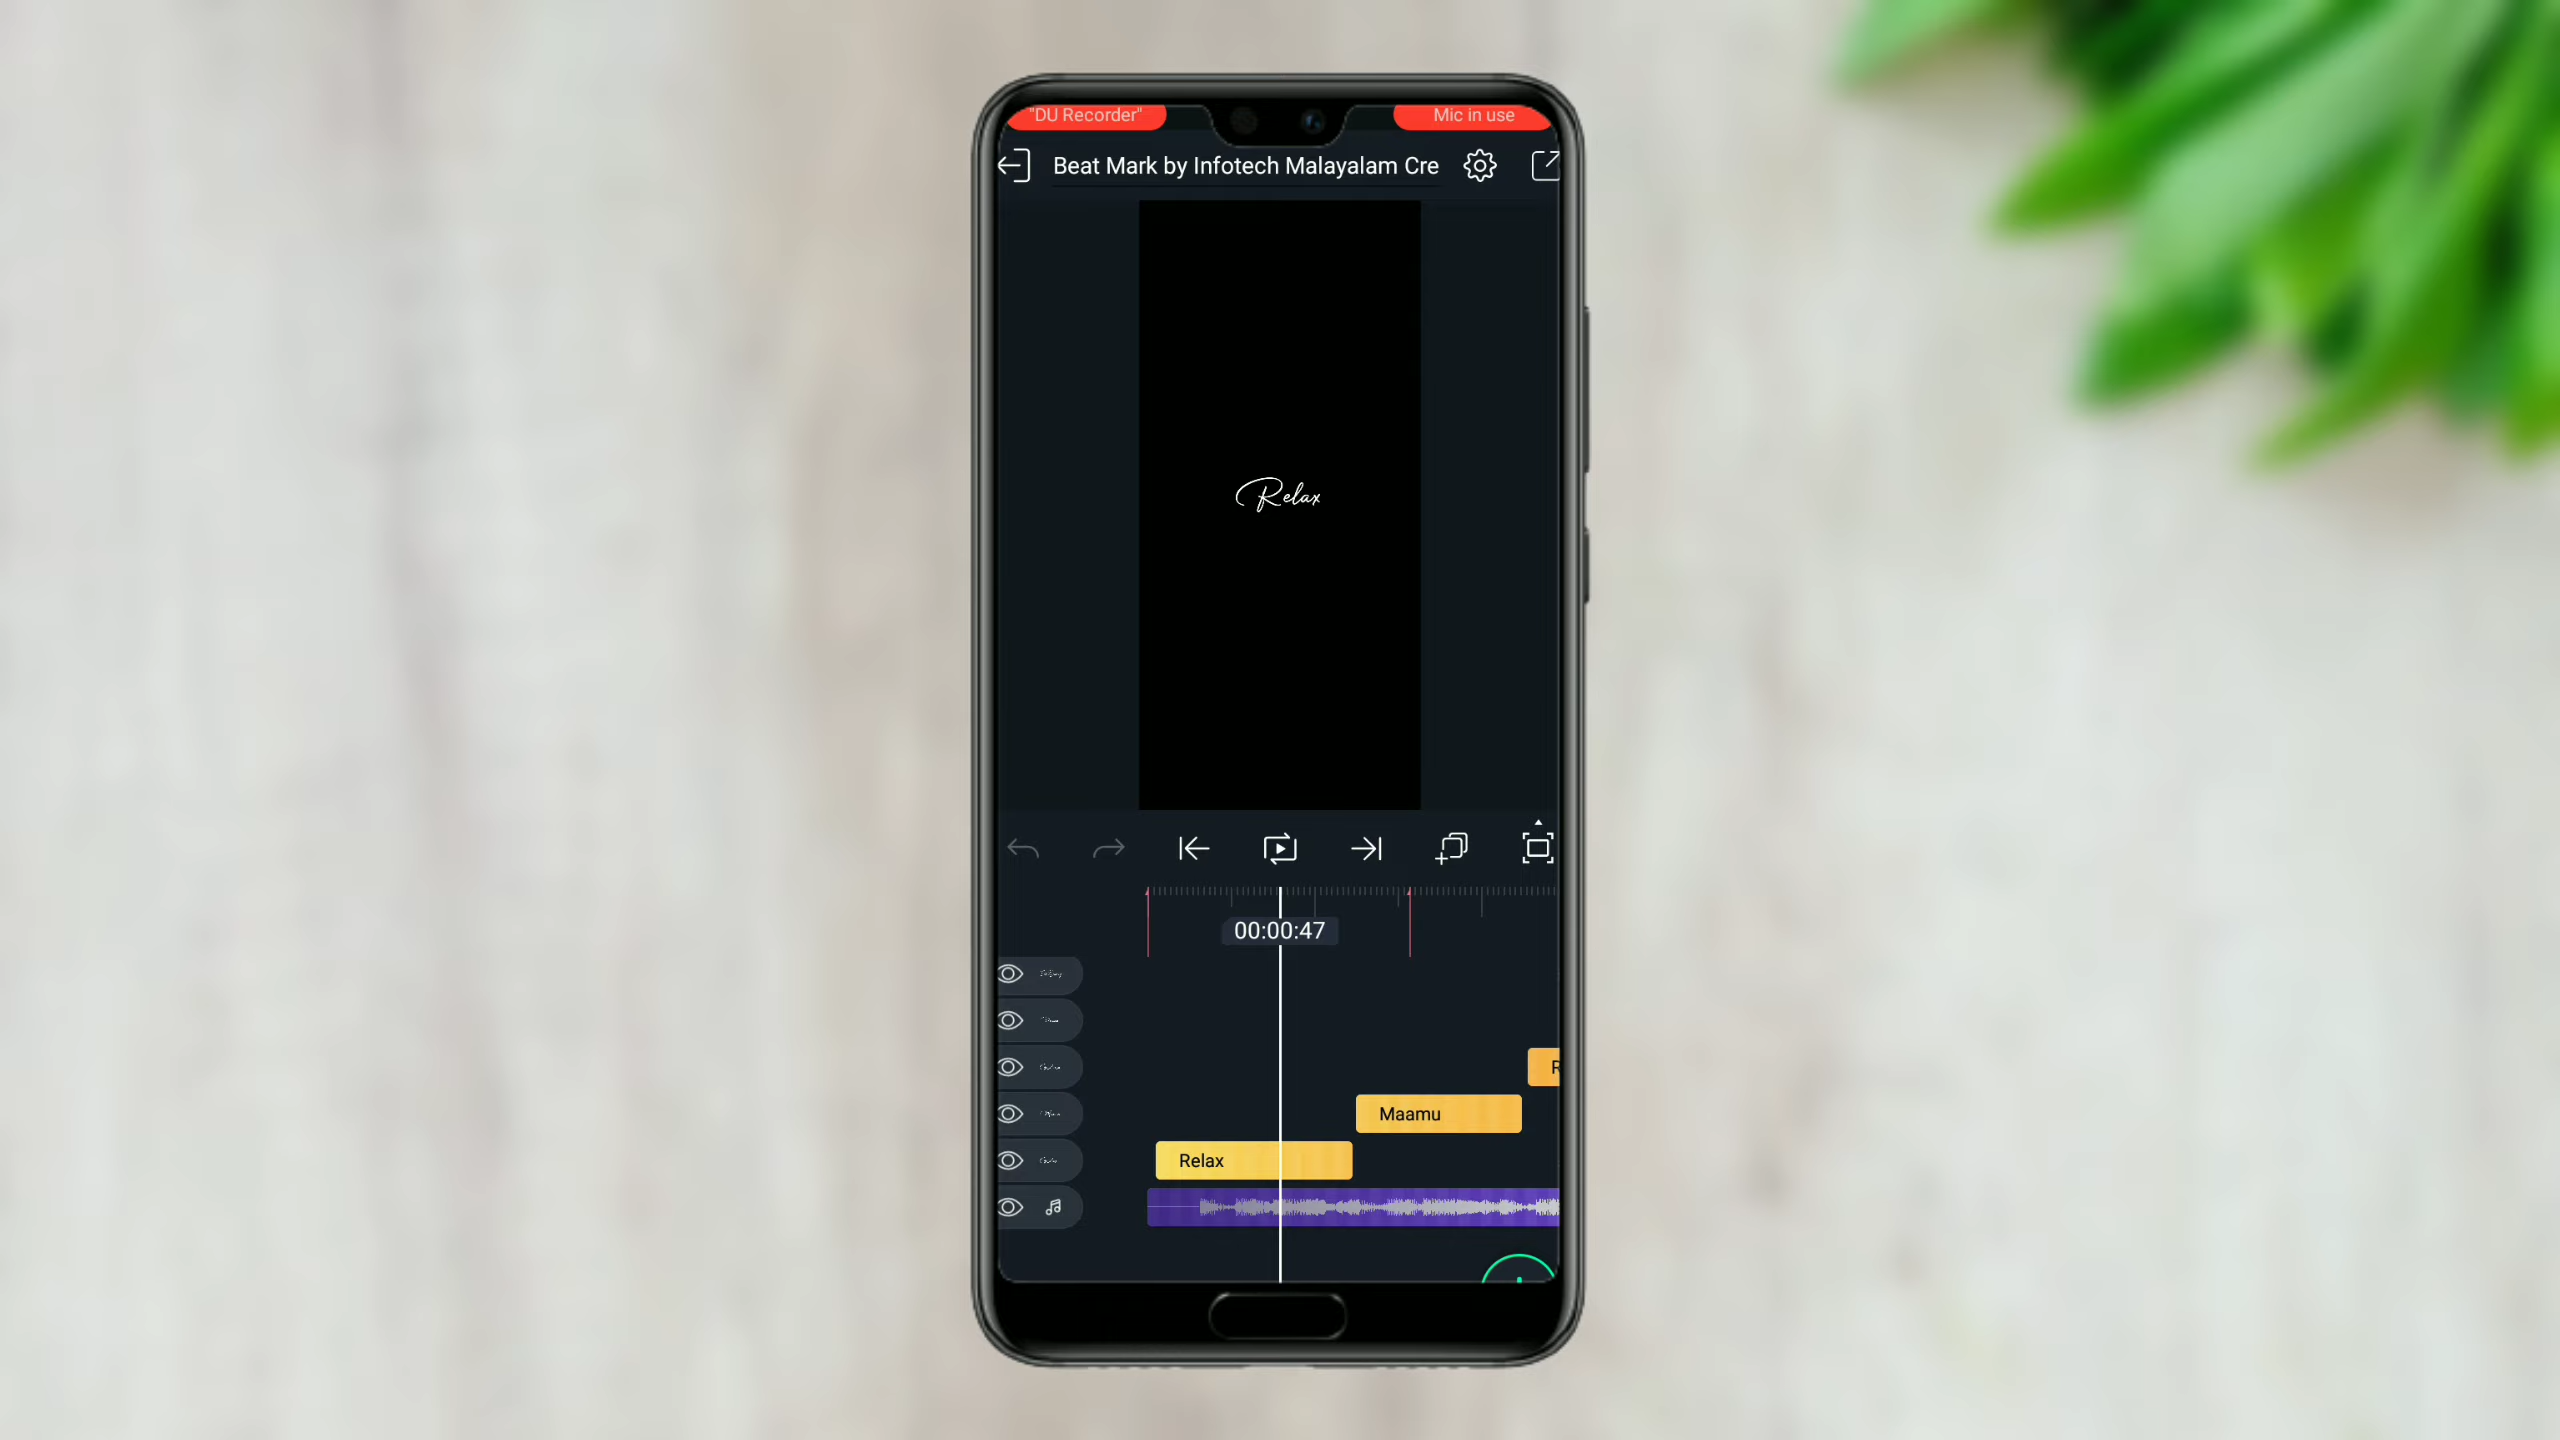 "DU Recorder"
Mic in use
Beat Mark by Infotech Malayalam Cre
Relax
00:00:47
R
Maamu
Relax